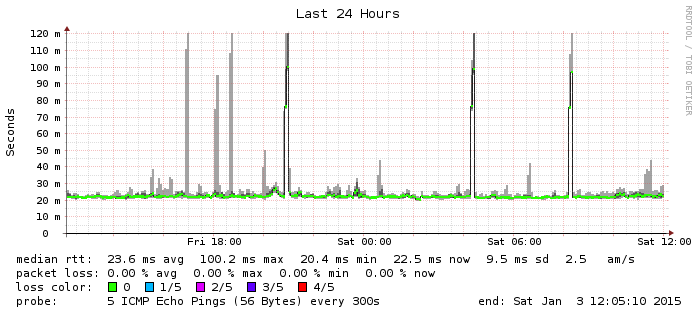 Last 24 Hours
RRDTOOL / TOBI OETIKER
Seconds
120 m
110 m
100 m
90 m
80 m
70 m
60 m
50 m
40 m
30 m
20 m
10 m
0
Fri 18:00 Sat 00:00 Sat 06:00 Sat 12:00
median rtt: 23.6 ms avg 100.2 ms max 20.4 ms min 22.5 ms now 9.5 ms sd 2.5 am/s
packet loss: 0.00 % avg 0.00 % max 0.00 % min 0.00 % now
loss color: 0 1/5 2/5 3/5 4/5
probe: 5 ICMP Echo Pings (56 Bytes) every 300s end: Sat Jan 3 12:05:10 2015